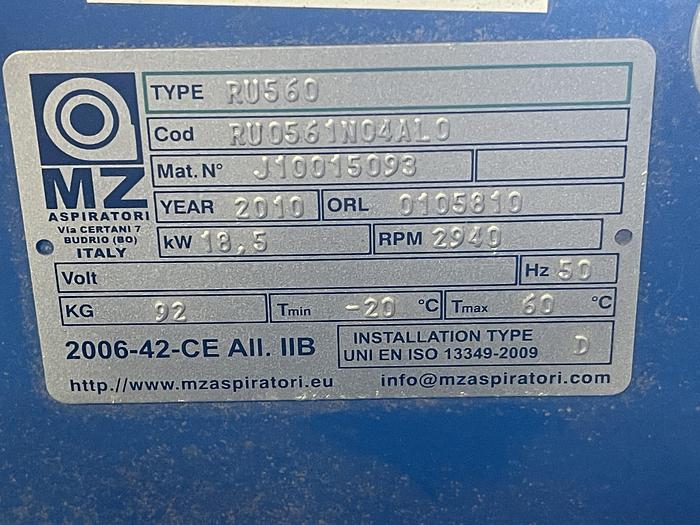 TYPE RU560
Cod RU0561N04AL0
Mat. N° J10015093
MZ
ASPIRATORI
Via CERTANI 7
BUDRIO (BO)
ITALY
YEAR 2010 ORL 0105810
kW 18,5 RPM 2940
Volt Hz 50
KG 92 Tmin -20 °C Tmax 60 °C
2006-42-CE All. IIB
INSTALLATION TYPE
UNI EN ISO 13349-2009 D
http://www.mzaspiratori.eu info@mzaspiratori.com